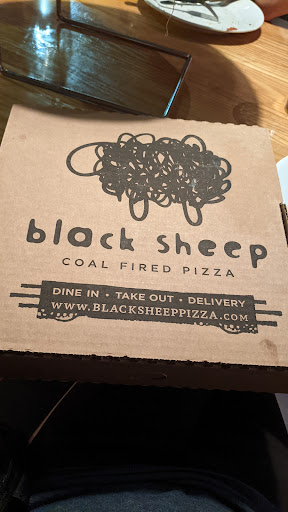 black sheep
COAL FIRED PIZZA
DINE IN • TAKE OUT • DELIVERY
WWW.BLACKSHEEPPIZZA.COM